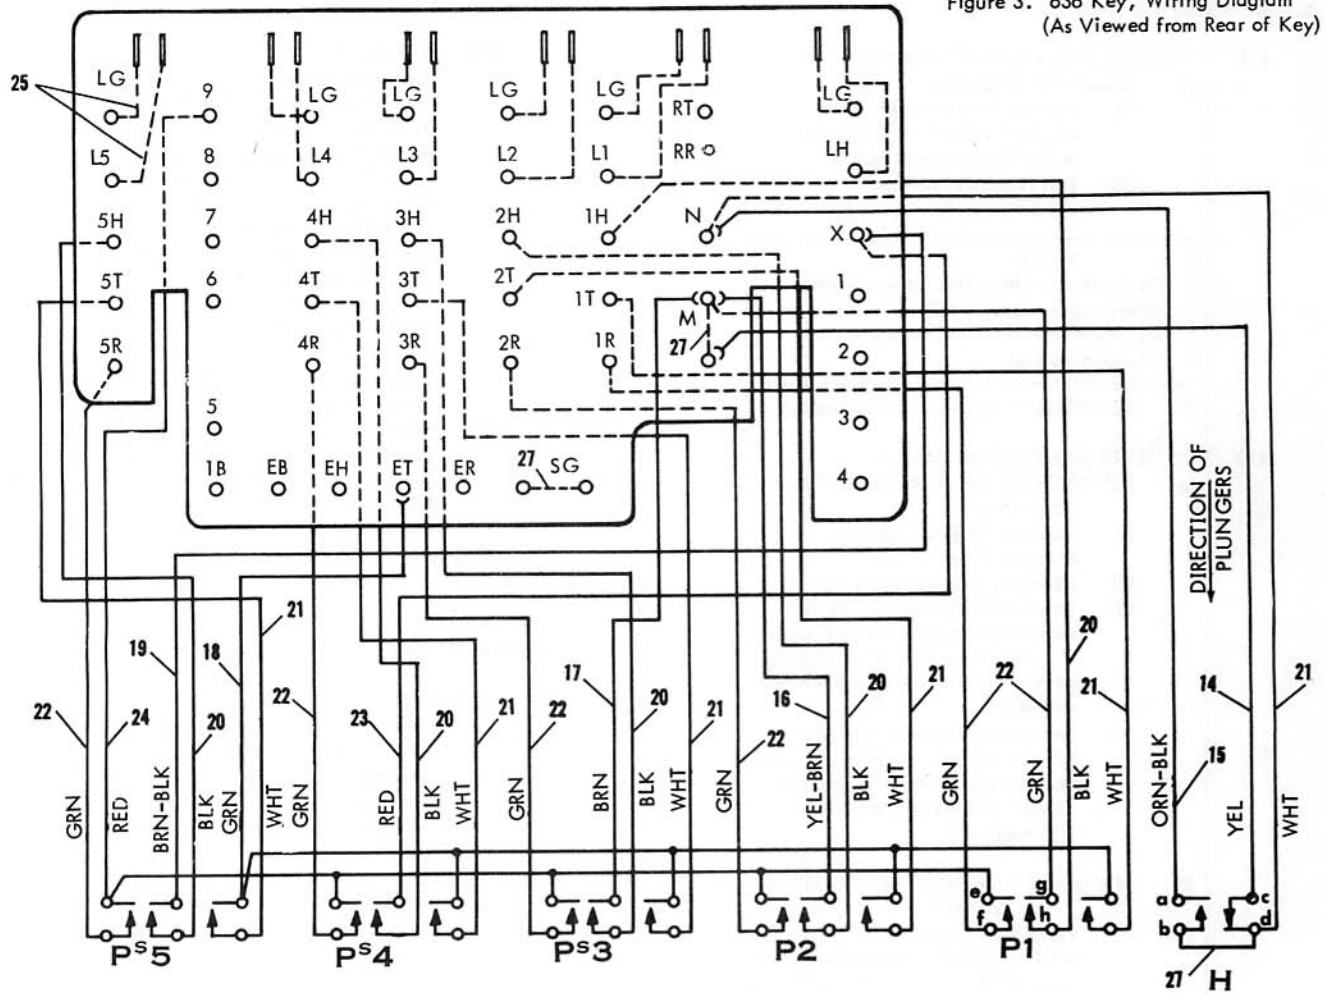 Figure 3. 636 Key, Wiring Diagram
(As Viewed from Rear of Key)
25
LG
9
LG
LG
LG
LG
RT
LG
L5
8
L4
L3
L2
L1
RR
LH
5H
7
4H
3H
2H
1H
N
X
5T
6
4T
3T
2T
1T
M
1
5R
4R
3R
2R
1R
27
2
5
3
1B
EB
EH
ET
ER
27
SG
4
DIRECTION OF
PLUNGERS
21
19
18
22
24
20
22
23
20
21
22
17
20
21
22
16
20
21
22
20
21
14
21
15
GRN
RED
BRN-BLK
BLK
GRN
WHT
GRN
RED
BLK
WHT
GRN
BRN
BLK
WHT
GRN
YEL-BRN
BLK
WHT
GRN
GRN
BLK
WHT
ORN-BLK
YEL
WHT
e
g
a
c
f
h
b
d
PS5
PS4
PS3
P2
P1
27
H